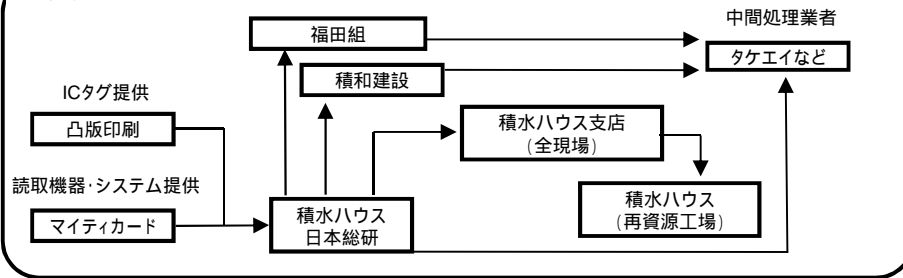 中間処理業者
福田組
タケエイなど
積和建設
ICタグ提供
凸版印刷
積水ハウス支店
(全現場)
読取機器・システム提供
マイティカード
積水ハウス
日本総研
積水ハウス
(再資源工場)